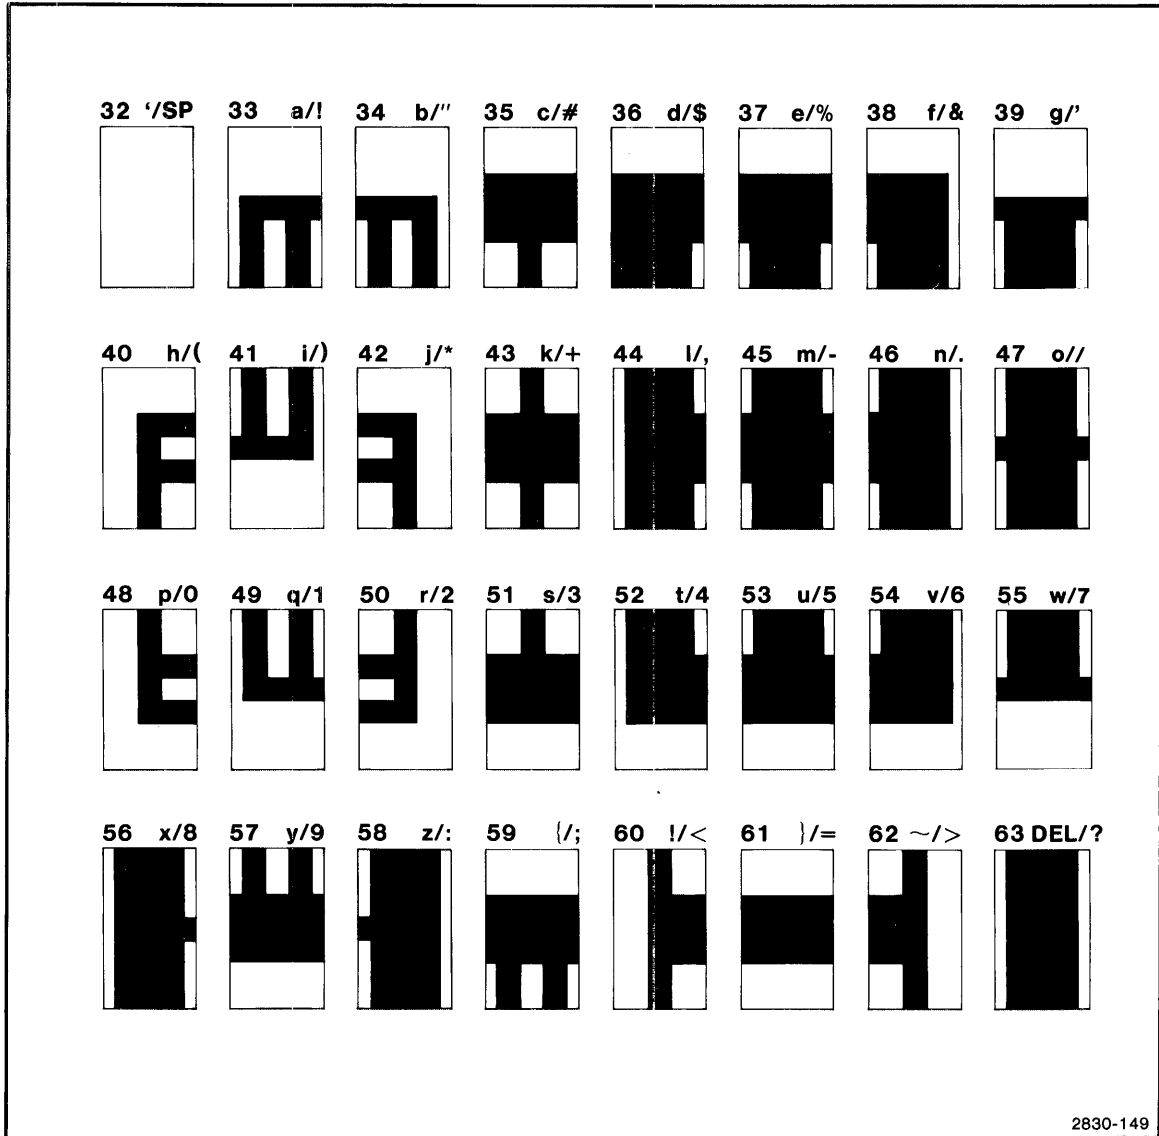 32 ‘/SP 33 a/! 34 b/" 35 c/# 36 d/$ 37 e/% 38 f/& 39 g/'
40 h/( 41 i/) 42 j/* 43 k/+ 44 l/, 45 m/- 46 n/. 47 o//
48 p/0 49 q/1 50 r/2 51 s/3 52 t/4 53 u/5 54 v/6 55 w/7
56 x/8 57 y/9 58 z/: 59 {/; 60 !/< 61 }/= 62 ~/> 63 DEL/?
2830-149